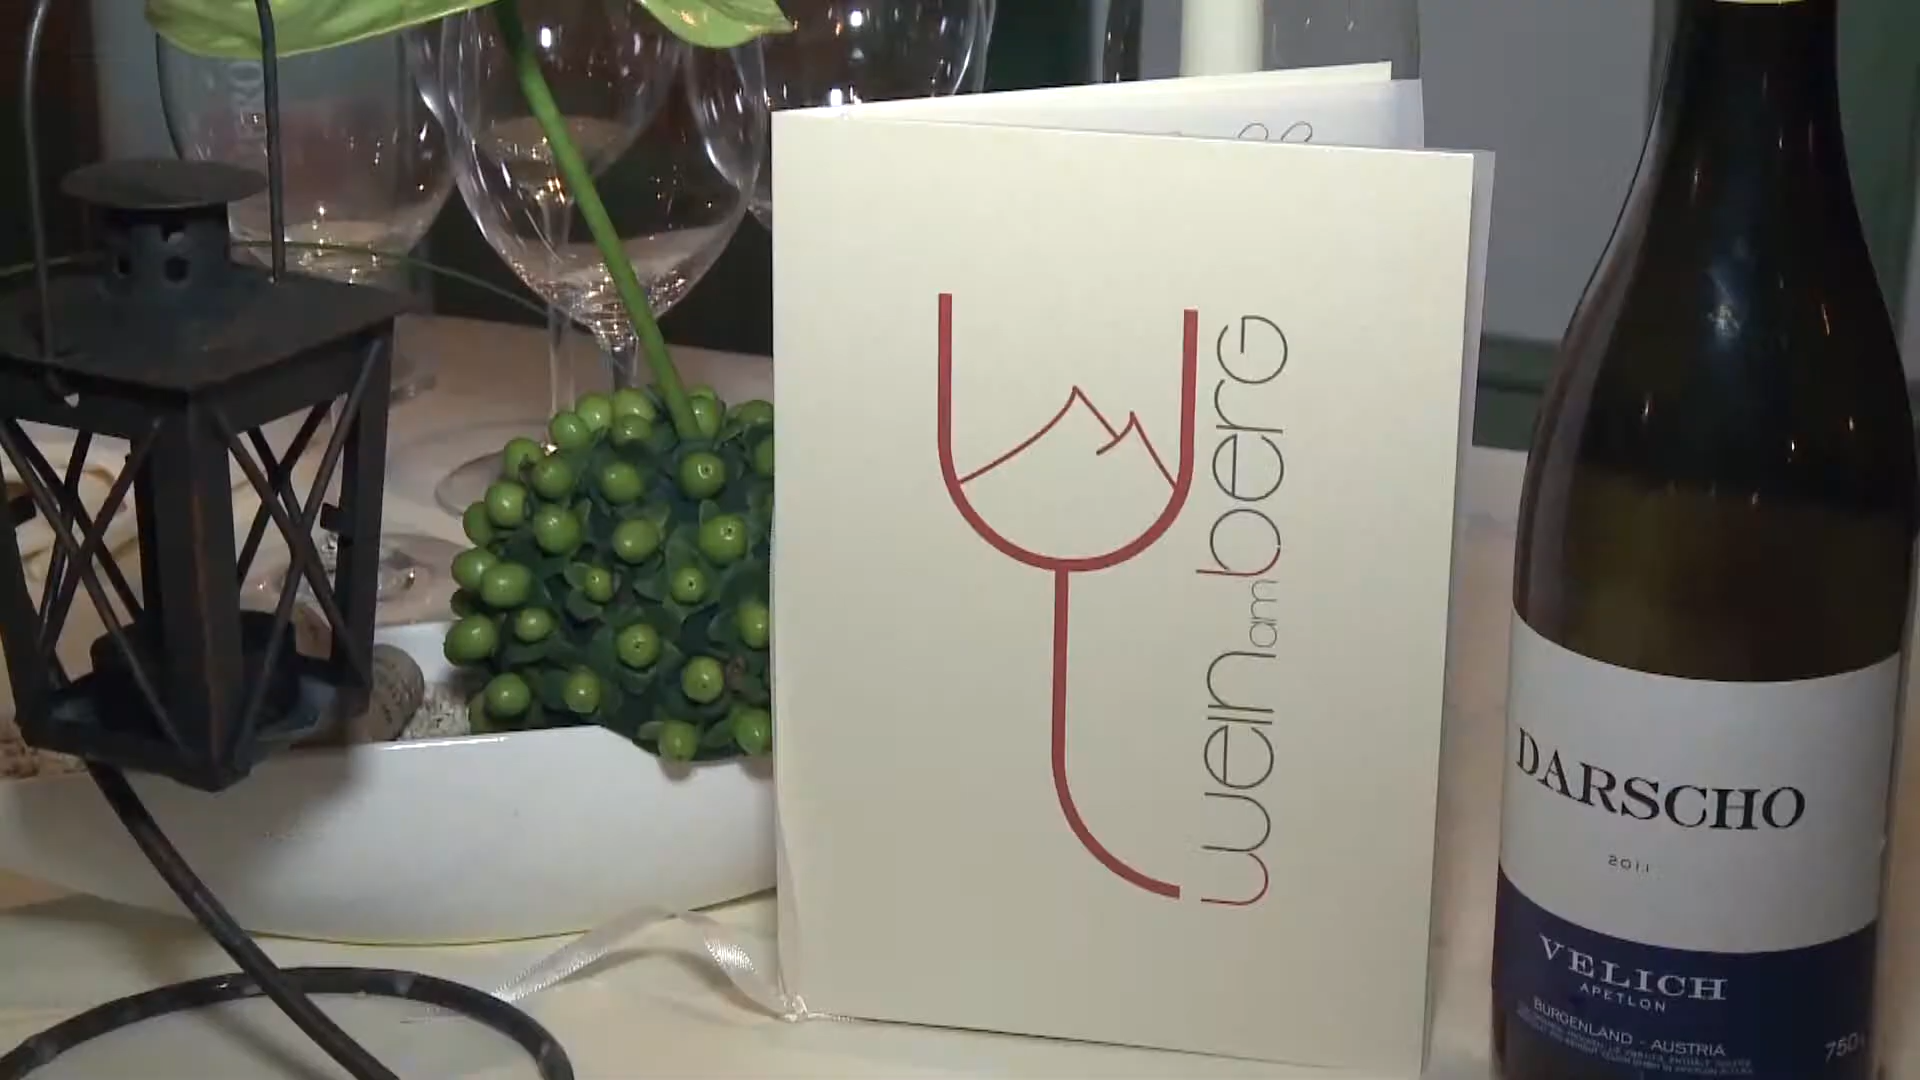 wein am berg
DARSCHO
2011
VELICH
APETLON
BURGENLAND - AUSTRIA
750